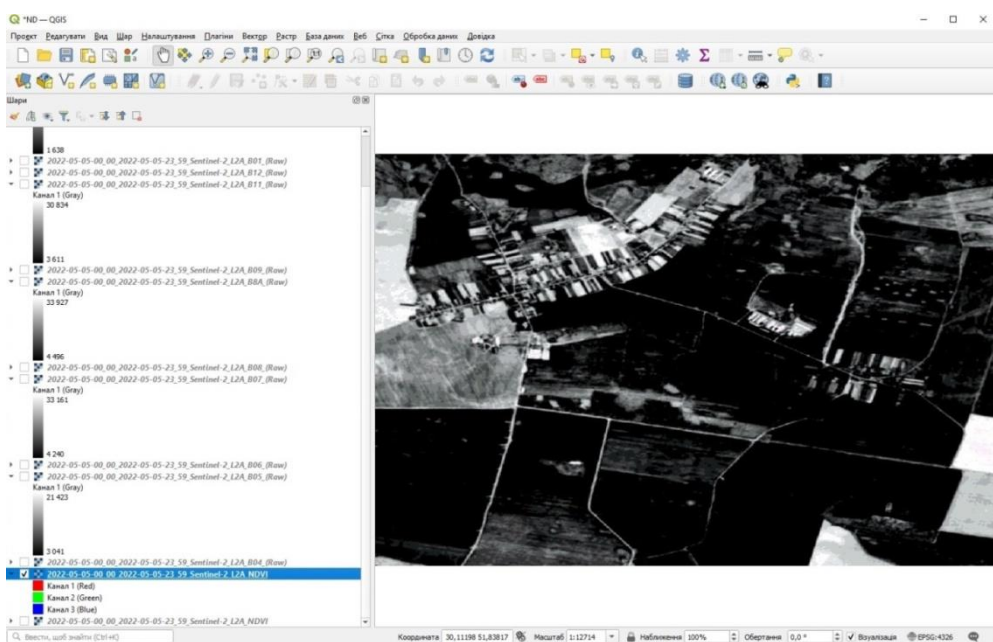 *ND — QGIS
Проект Редагувати Вид Шар Налаштування Плагіни Вектор Растр База даних Веб Сітка Обробка даних Довідка
Шари
1 638
2022-05-05-00_00_2022-05-05-23_59_Sentinel-2_L2A_B01_(Raw)
2022-05-05-00_00_2022-05-05-23_59_Sentinel-2_L2A_B12_(Raw)
2022-05-05-00_00_2022-05-05-23_59_Sentinel-2_L2A_B11_(Raw)
Канал 1 (Gray)
30 834
3 611
2022-05-05-00_00_2022-05-05-23_59_Sentinel-2_L2A_B09_(Raw)
2022-05-05-00_00_2022-05-05-23_59_Sentinel-2_L2A_B8A_(Raw)
Канал 1 (Gray)
33 927
4 496
2022-05-05-00_00_2022-05-05-23_59_Sentinel-2_L2A_B08_(Raw)
2022-05-05-00_00_2022-05-05-23_59_Sentinel-2_L2A_B07_(Raw)
Канал 1 (Gray)
33 161
4 240
2022-05-05-00_00_2022-05-05-23_59_Sentinel-2_L2A_B06_(Raw)
2022-05-05-00_00_2022-05-05-23_59_Sentinel-2_L2A_B05_(Raw)
Канал 1 (Gray)
21 423
3 041
2022-05-05-00_00_2022-05-05-23_59_Sentinel-2_L2A_B04_(Raw)
2022-05-05-00_00_2022-05-05-23_59_Sentinel-2_L2A_NDVI
Канал 1 (Red)
Канал 2 (Green)
Канал 3 (Blue)
2022-05-05-00_00_2022-05-05-23_59_Sentinel-2_L2A_NDVI
Ввести, щоб знайти (Ctrl+K) Координата 30,11198 51,83817 Масштаб 1:12714 Наближення 100% Обертання 0,0 ° Візуалізація EPSG:4326